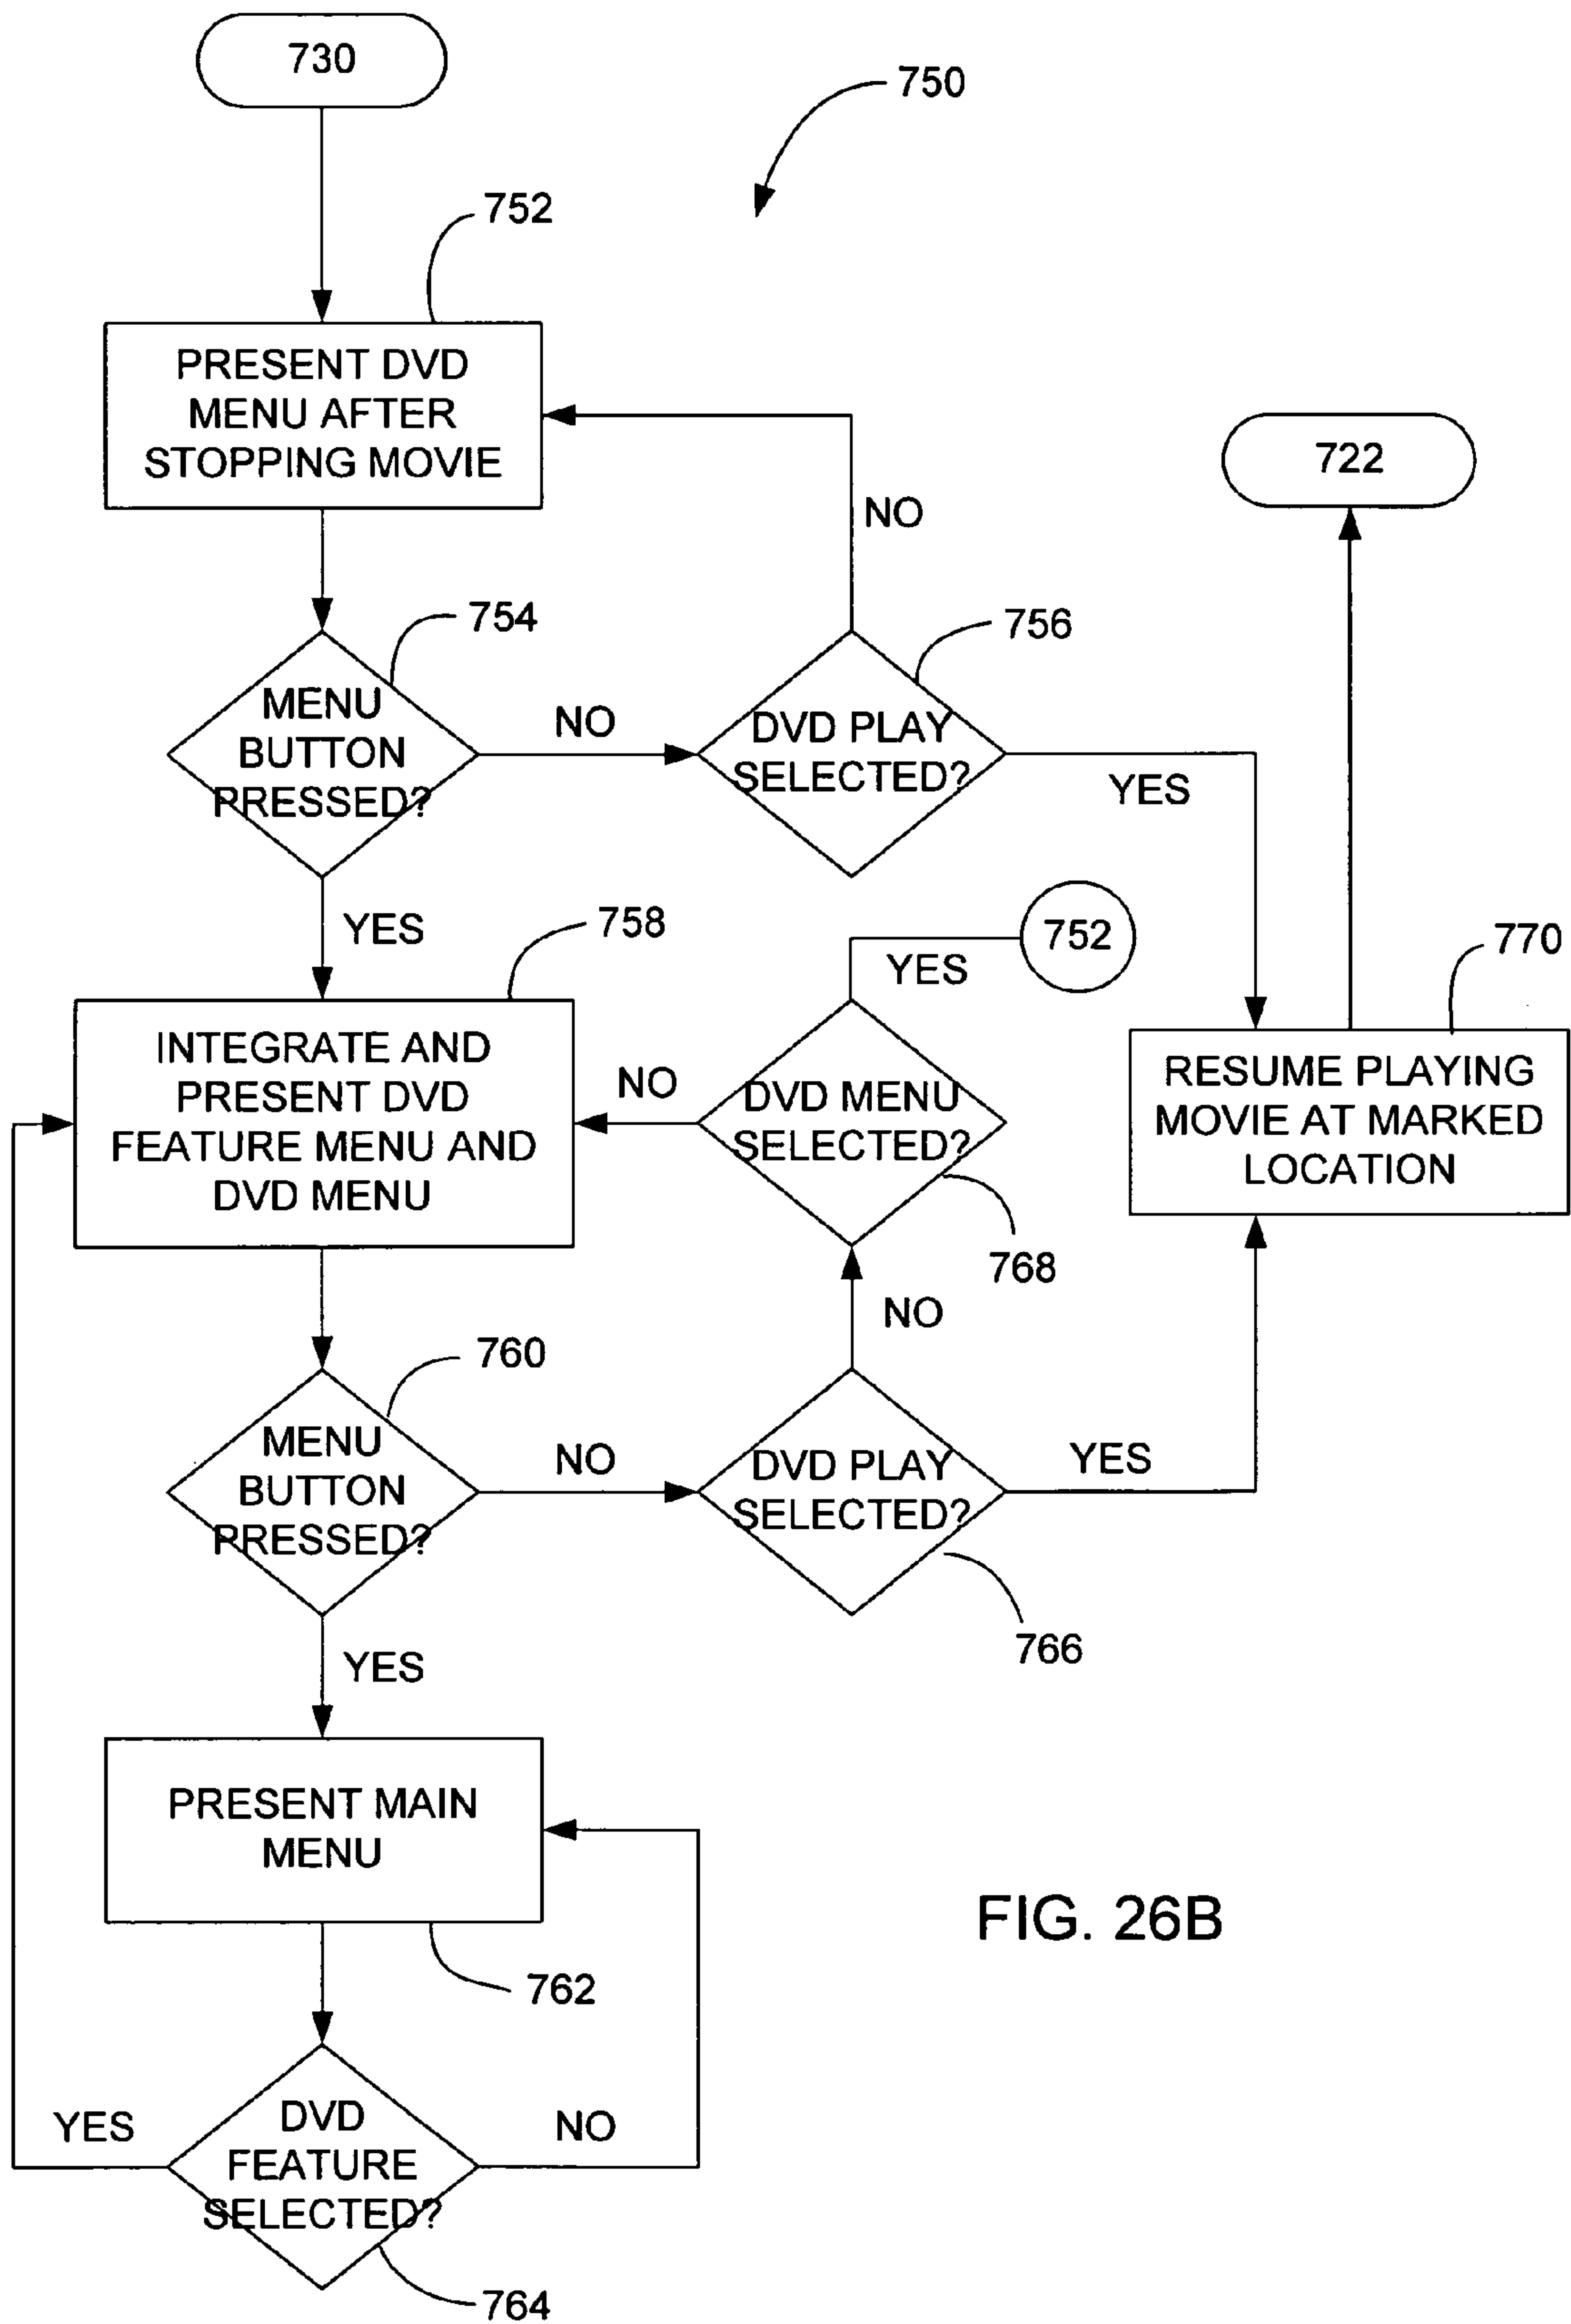 730
750
752
PRESENT DVD
MENU AFTER
STOPPING MOVIE
722
NO
754
756
MENU
BUTTON
PRESSED?
NO
DVD PLAY
SELECTED?
YES
YES
758
752
YES
770
INTEGRATE AND
PRESENT DVD
FEATURE MENU AND
DVD MENU
NO
DVD MENU
SELECTED?
RESUME PLAYING
MOVIE AT MARKED
LOCATION
768
NO
760
MENU
BUTTON
PRESSED?
NO
DVD PLAY
SELECTED?
YES
766
YES
PRESENT MAIN
MENU
FIG. 26B
762
YES
DVD
FEATURE
SELECTED?
NO
764